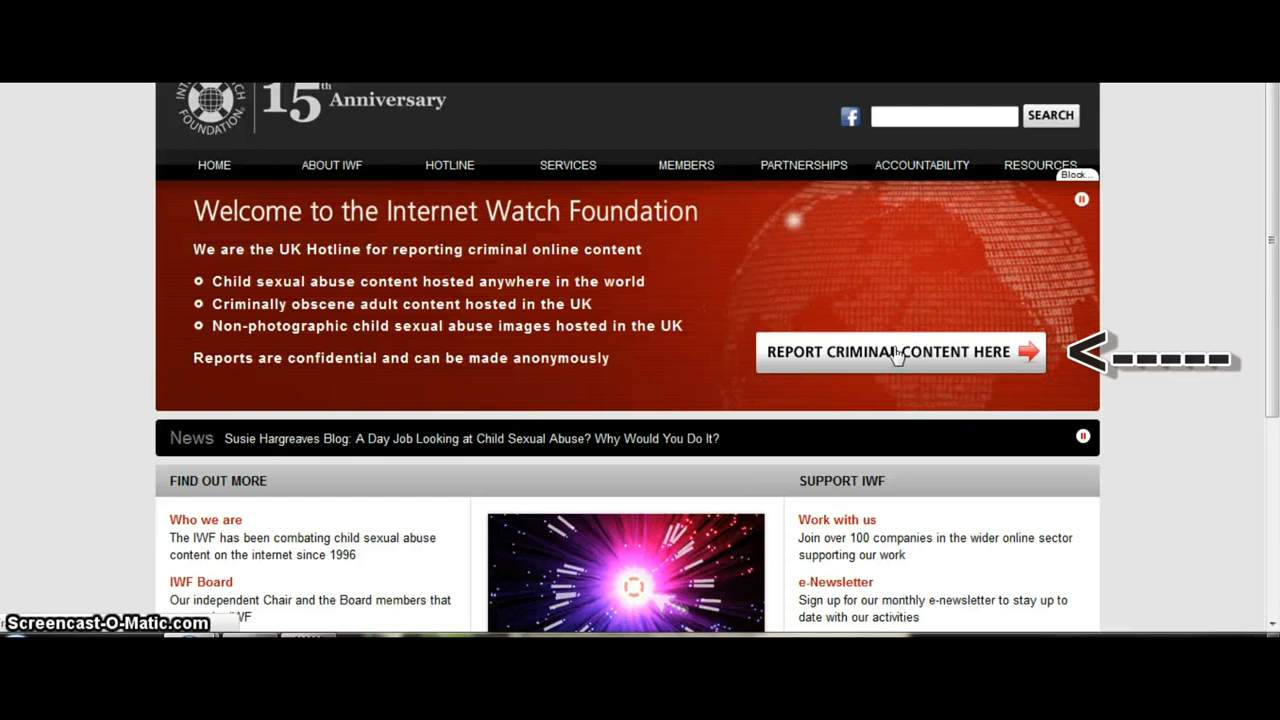 INTERNET WATCH FOUNDATION
15th Anniversary
SEARCH
HOME ABOUT IWF HOTLINE SERVICES MEMBERS PARTNERSHIPS ACCOUNTABILITY RESOURCES
Block...
Welcome to the Internet Watch Foundation
We are the UK Hotline for reporting criminal online content
Child sexual abuse content hosted anywhere in the world
Criminally obscene adult content hosted in the UK
Non-photographic child sexual abuse images hosted in the UK
Reports are confidential and can be made anonymously
REPORT CRIMINAL CONTENT HERE
News Susie Hargreaves Blog: A Day Job Looking at Child Sexual Abuse? Why Would You Do It?
FIND OUT MORE
Who we are
The IWF has been combating child sexual abuse
content on the internet since 1996
IWF Board
Our independent Chair and the Board members that
SUPPORT IWF
Work with us
Join over 100 companies in the wider online sector
supporting our work
e-Newsletter
Sign up for our monthly e-newsletter to stay up to
date with our activities
Screencast-O-Matic.com